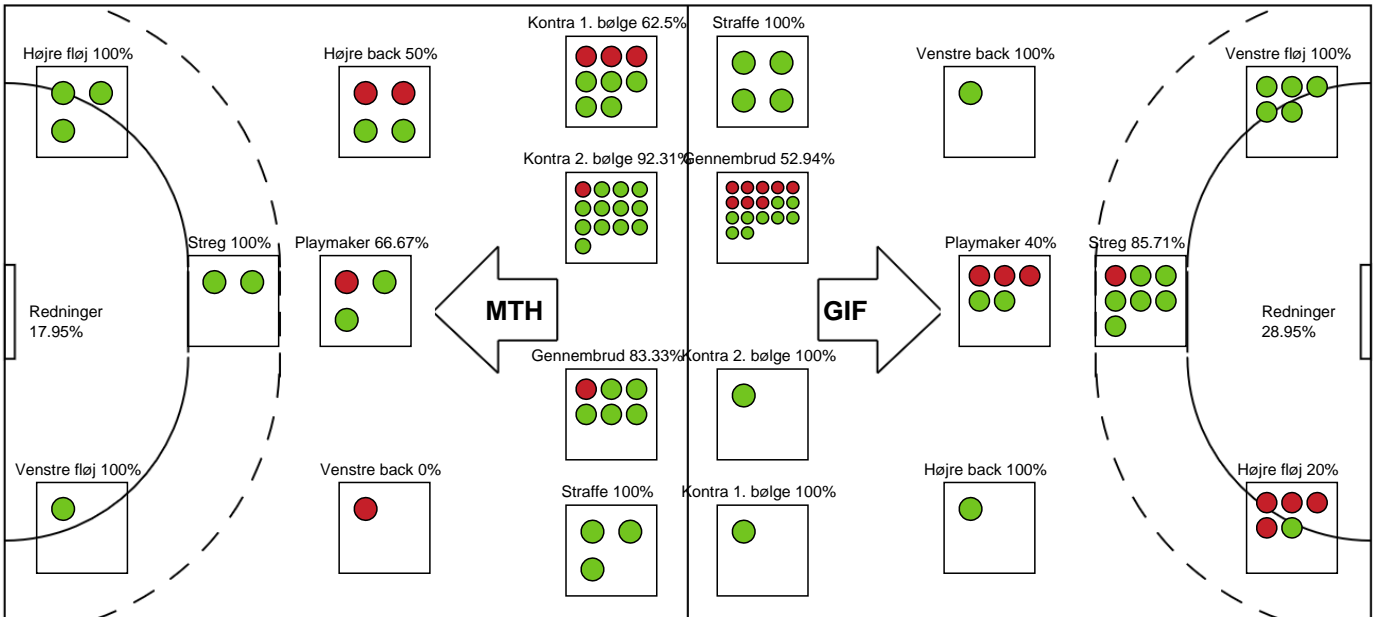 Kontra 1. bølge 62.5%
Straffe 100%
Højre fløj 100%
Højre back 50%
Venstre back 100%
Venstre fløj 100%
Kontra 2. bølge 92.31%
Gennembrud 52.94%
Streg 100%
Playmaker 66.67%
Playmaker 40%
Streg 85.71%
MTH
GIF
Redninger
17.95%
Redninger
28.95%
Gennembrud 83.33%
Kontra 2. bølge 100%
Venstre fløj 100%
Venstre back 0%
Højre back 100%
Højre fløj 20%
Straffe 100%
Kontra 1. bølge 100%